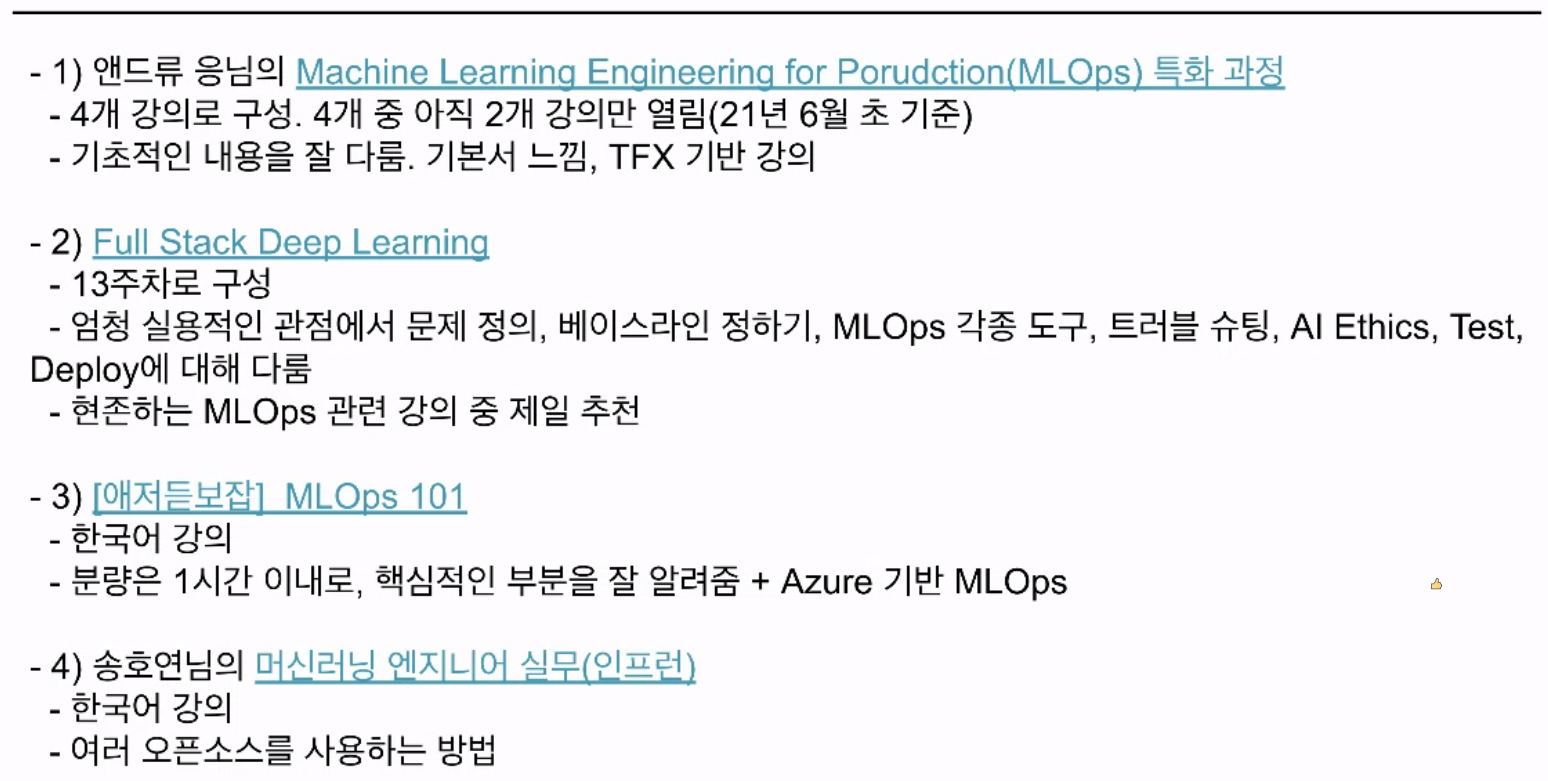 - 1) 앤드류 응님의 Machine Learning Engineering for Porudction(MLOps) 특화 과정
- 4개 강의로 구성. 4개 중 아직 2개 강의만 열림(21년 6월 초 기준)
- 기초적인 내용을 잘 다룸. 기본서 느낌, TFX 기반 강의
- 2) Full Stack Deep Learning
- 13주차로 구성
- 엄청 실용적인 관점에서 문제 정의, 베이스라인 정하기, MLOps 각종 도구, 트러블 슈팅, AI Ethics, Test,
Deploy에 대해 다룸
- 현존하는 MLOps 관련 강의 중 제일 추천
- 3) [애저듣보잡] MLOps 101
- 한국어 강의
- 분량은 1시간 이내로, 핵심적인 부분을 잘 알려줌 + Azure 기반 MLOps
- 4) 송호연님의 머신러닝 엔지니어 실무(인프런)
- 한국어 강의
- 여러 오픈소스를 사용하는 방법